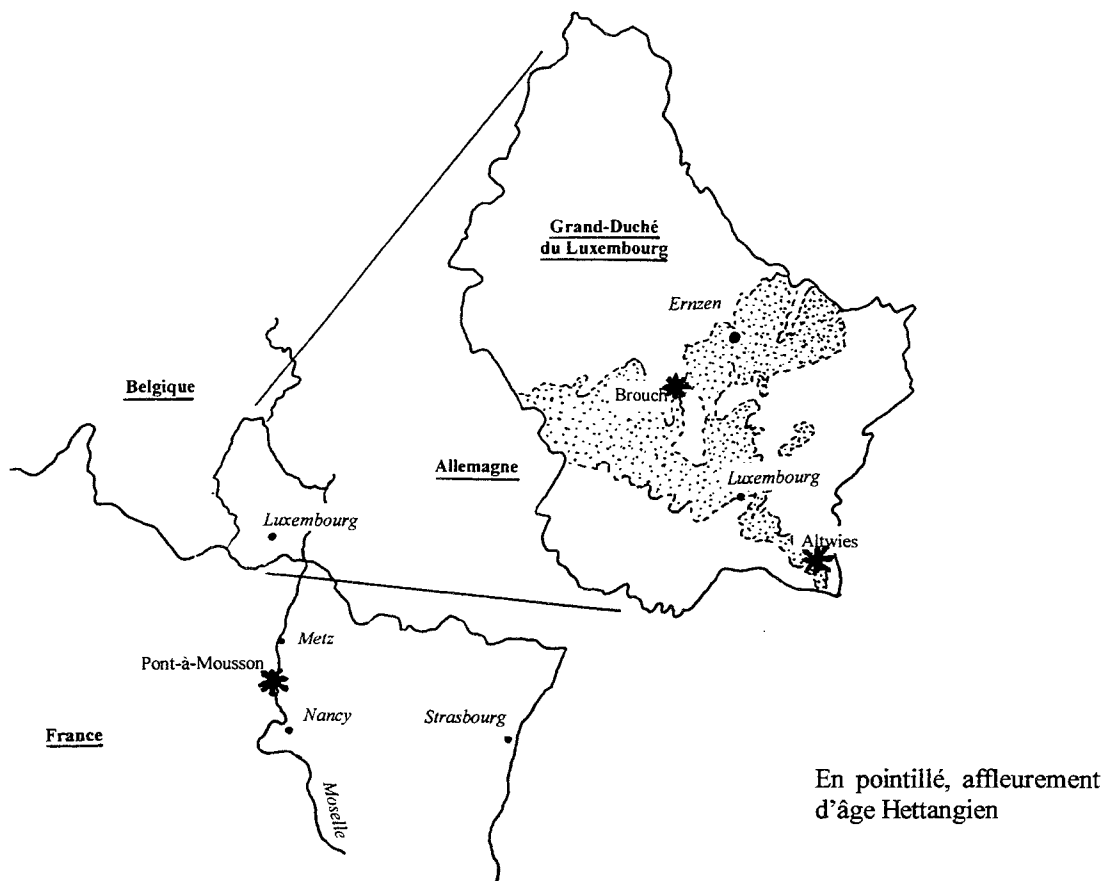 Grand-Duché
du Luxembourg
Ernzen
Belgique
Brouch
Allemagne
Luxembourg
Luxembourg
Altwies
Metz
Pont-à-Mousson
Nancy
Strasbourg
France
Moselle
En pointillé, affleurement
d'âge Hettangien